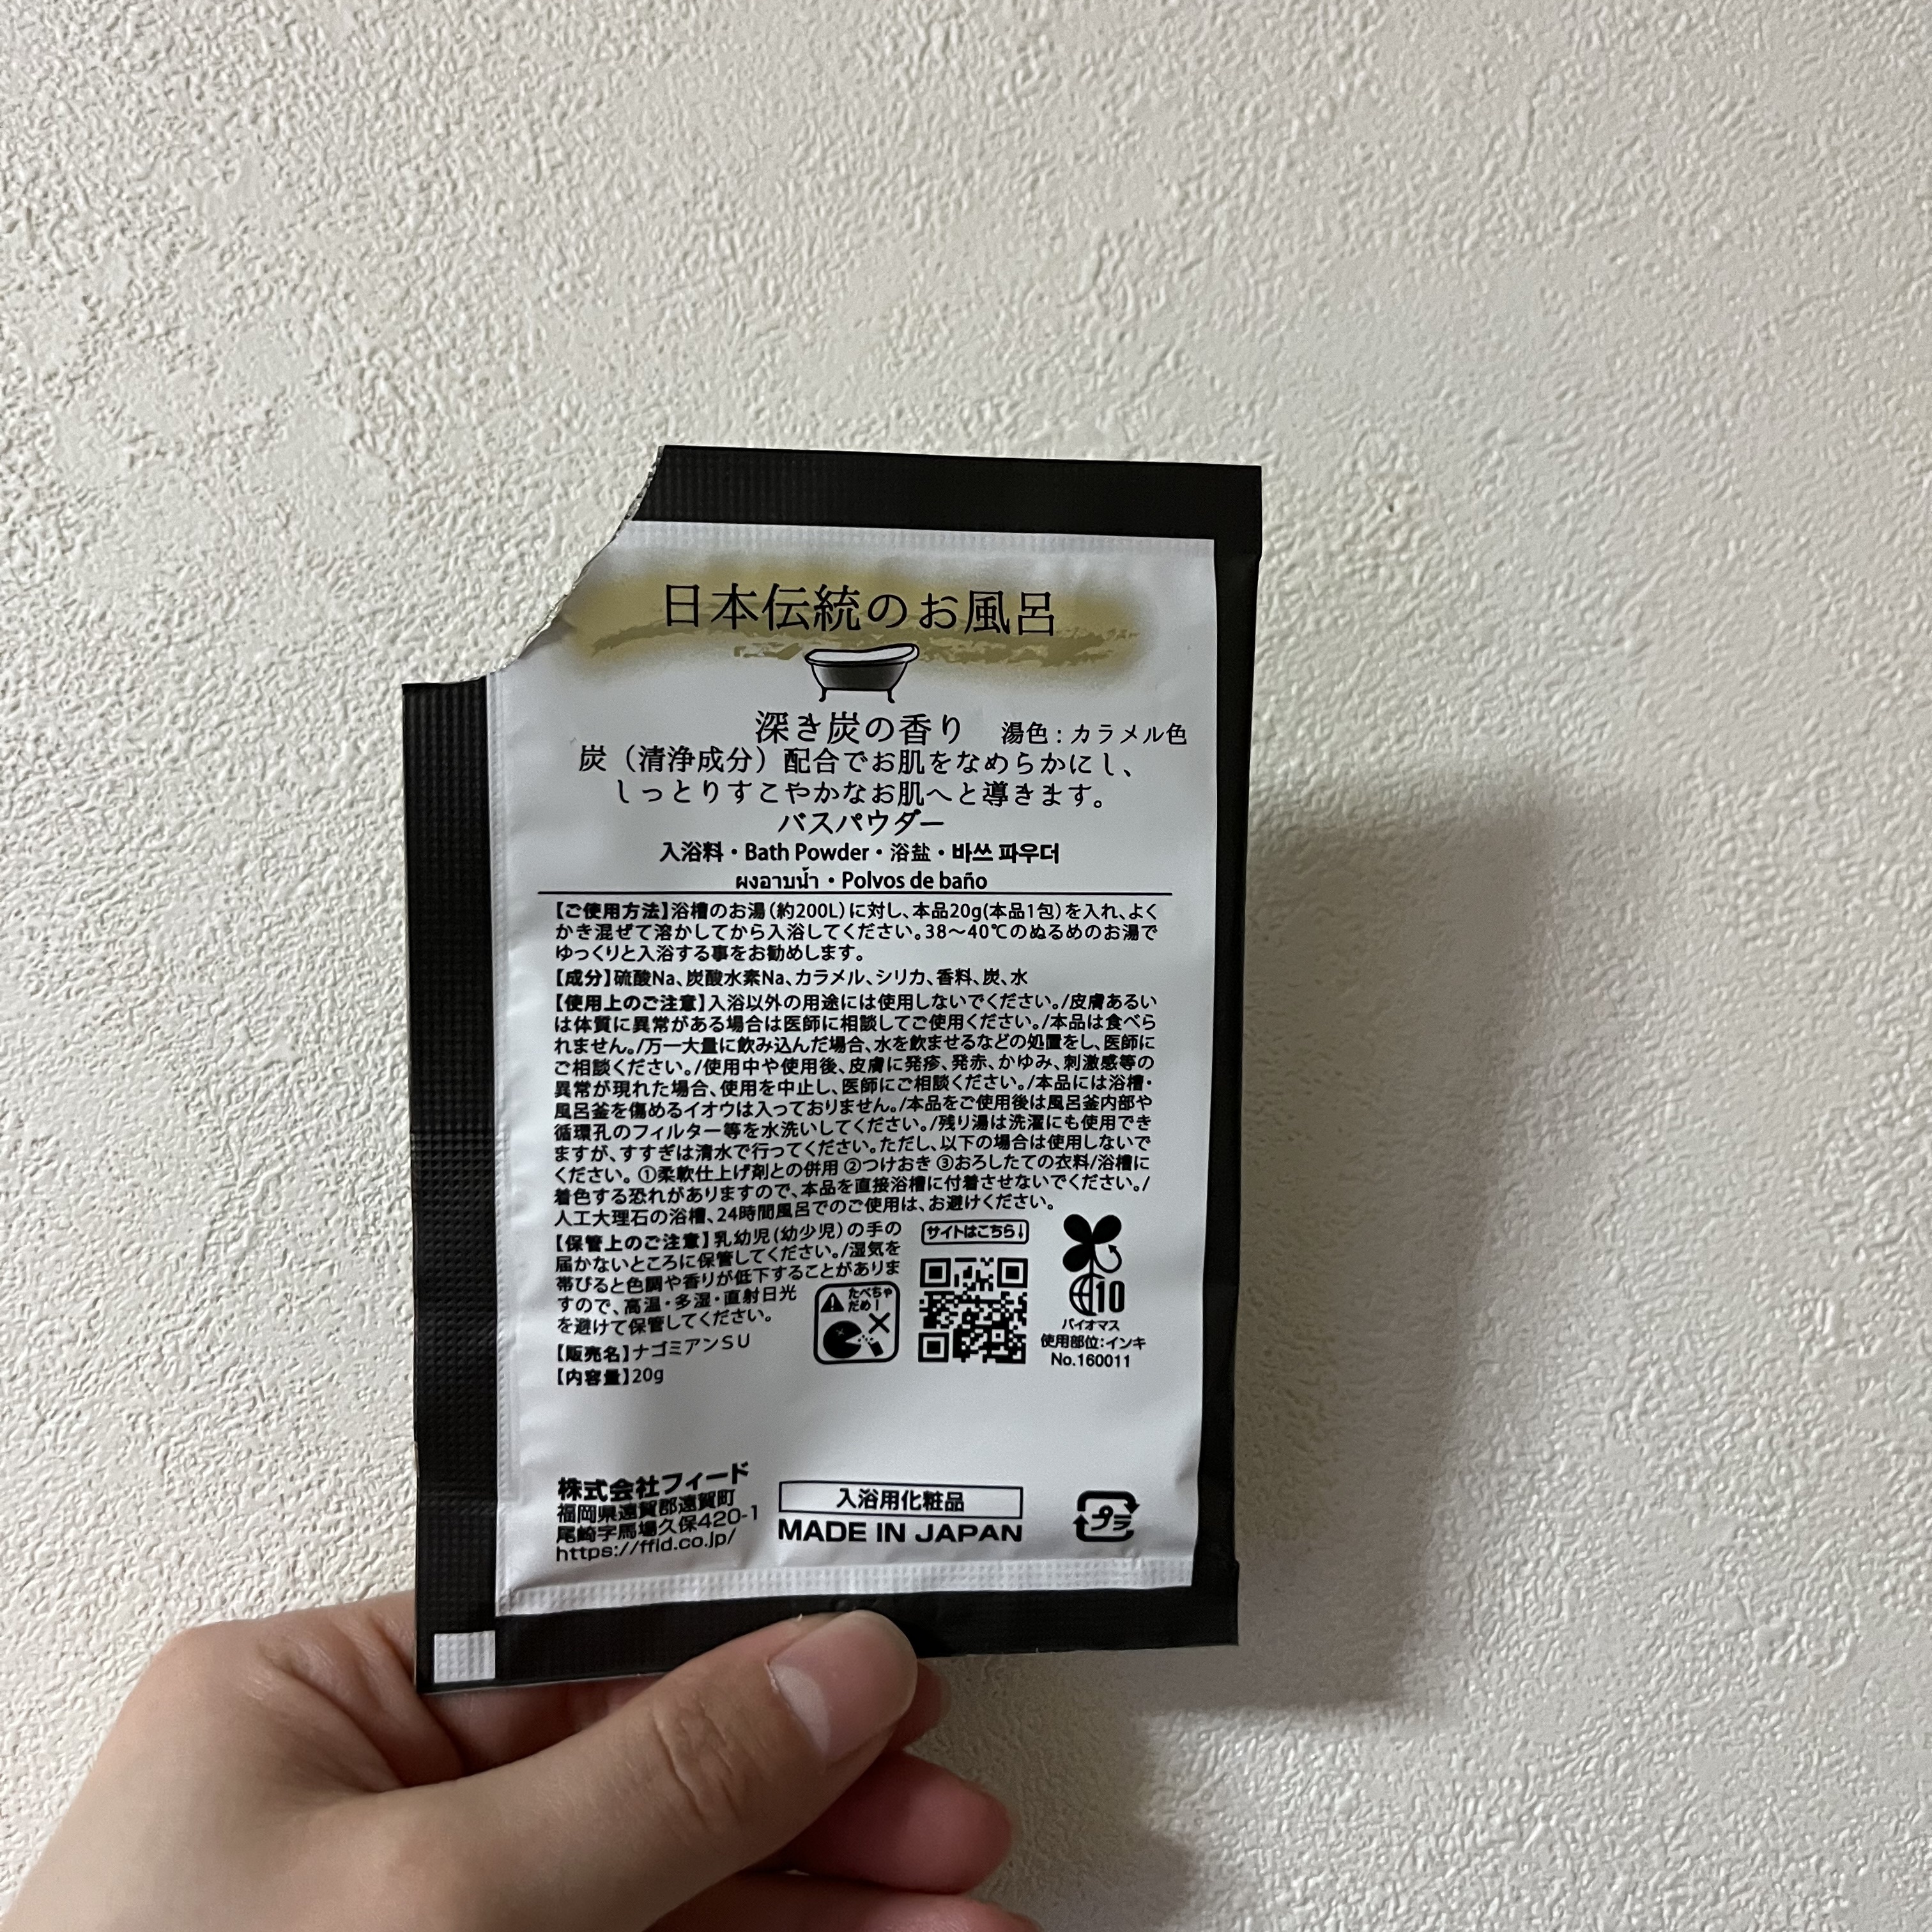 日本伝統のお風呂
深き炭の香り 湯色：カラメル色
炭（清浄成分）配合でお肌をなめらかにし、
しっとりすこやかなお肌へと導きます。
バスパウダー
入浴料・Bath Powder・浴盐・바쓰 파우더
ผงอาบน้ำ・Polvos de baño
【ご使用方法】浴槽のお湯（約200L）に対し、本品20g(本品1包)を入れ、よく
かき混ぜて溶かしてから入浴してください。38〜40℃のぬるめのお湯で
ゆっくりと入浴する事をお勧めします。
【成分】硫酸Na、炭酸水素Na、カラメル、シリカ、香料、炭、水
【使用上のご注意】入浴以外の用途には使用しないでください。/皮膚あるい
は体質に異常がある場合は医師に相談してご使用ください。/本品は食べら
れません。/万一大量に飲み込んだ場合、水を飲ませるなどの処置をし、医師に
ご相談ください。/使用中や使用後、皮膚に発疹、発赤、かゆみ、刺激感等の
異常が現れた場合、使用を中止し、医師にご相談ください。/本品には浴槽・
風呂釜を傷めるイオウは入っておりません。/本品をご使用後は風呂釜内部や
循環孔のフィルター等を水洗いしてください。/残り湯は洗濯にも使用でき
ますが、すすぎは清水で行ってください。ただし、以下の場合は使用しないで
ください。①柔軟仕上げ剤との併用 ②つけおき ③おろしたての衣料/浴槽に
着色する恐れがありますので、本品を直接浴槽に付着させないでください。/
人工大理石の浴槽、24時間風呂でのご使用は、お避けください。
【保管上のご注意】乳幼児(幼少児)の手の
届かないところに保管してください。/湿気を
帯びると色調や香りが低下することがありま
すので、高温・多湿・直射日光
を避けて保管してください。
【販売名】ナゴミアンSU
【内容量】20g
たべちゃ
だめー!
サイトはこちら↓
10
バイオマス
使用部位：インキ
No.160011
株式会社フィード
福岡県遠賀郡遠賀町
尾崎字馬場久保420-1
https://ffid.co.jp/
入浴用化粧品
MADE IN JAPAN
プラ